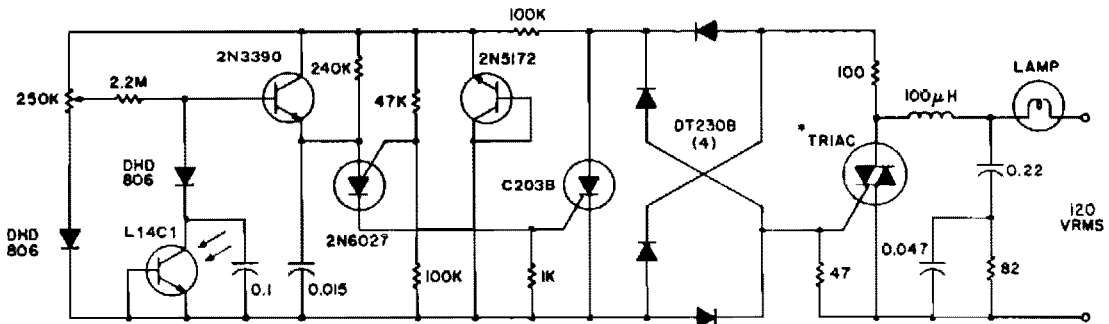 100K
2N3390
240K
2N5172
2.2M
250K
47K
100
LAMP
100μH
DT230B
(4)
*TRIAC
DHD
806
C203B
0.22
L14C1
2N6027
120
VRMS
DHD
806
0.047
0.1
0.015
100K
1K
47
82